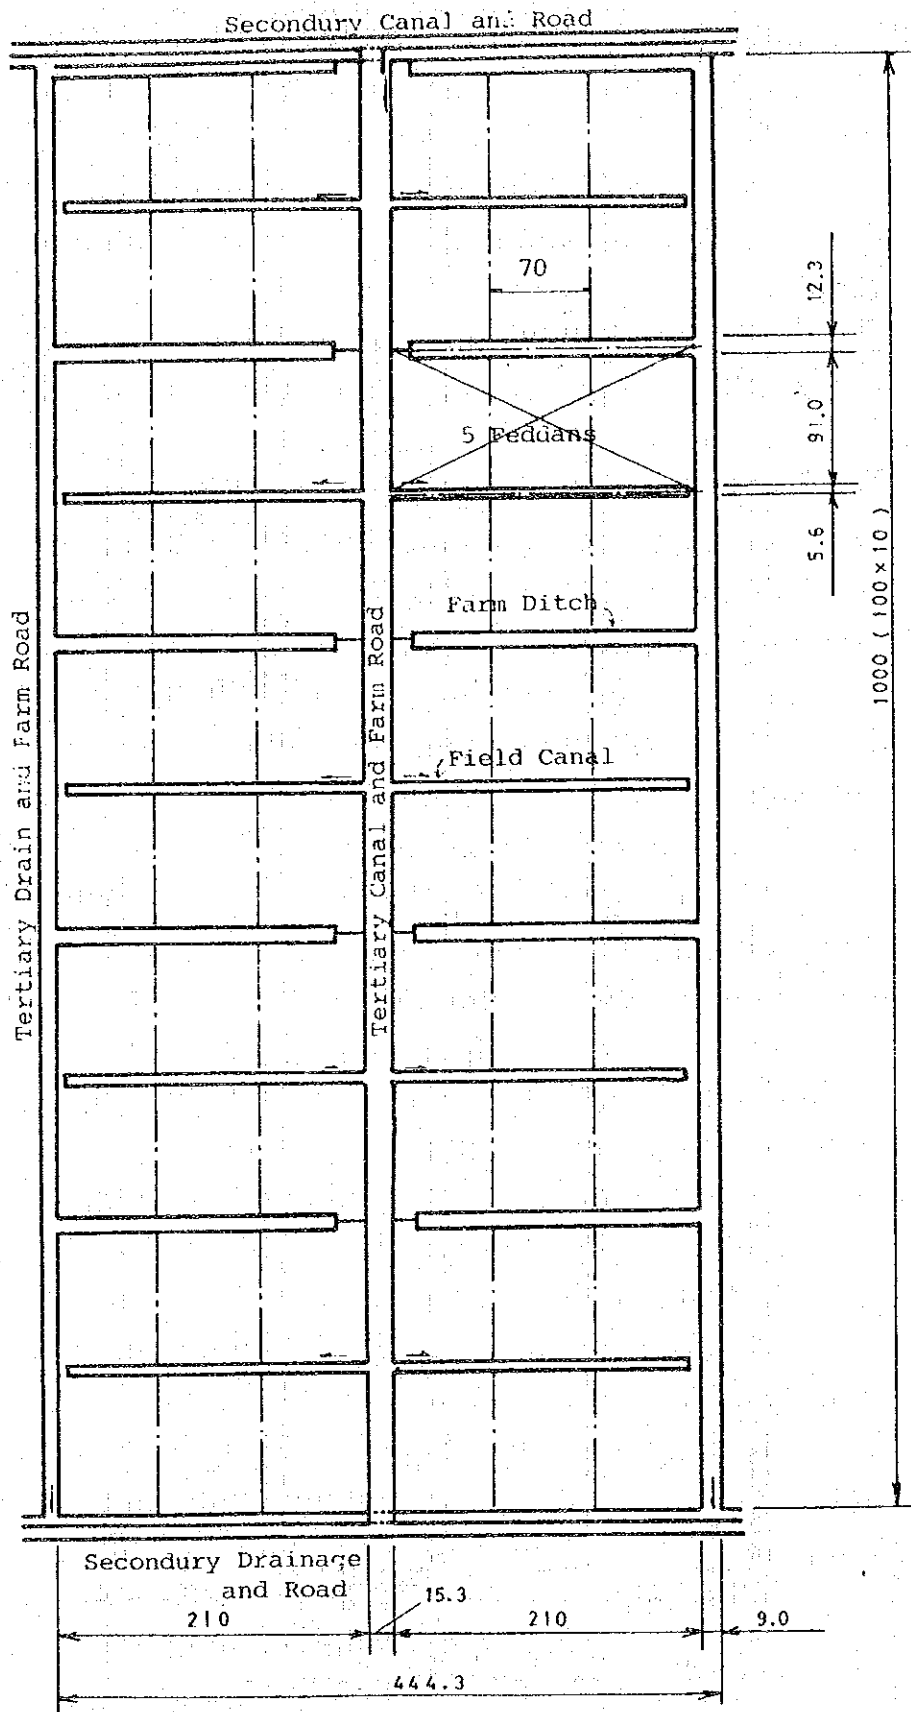 Secondury Canal and Road
70
12.3
91.0
5 Feduans
5.6
1000 ( 100 × 10 )
Farm Ditch
Field Canal
Tertiary Drain and Farm Road
Tertiary Canal and Farm Road
Secondury Drainage
and Road
15.3
210
210
9.0
444.3